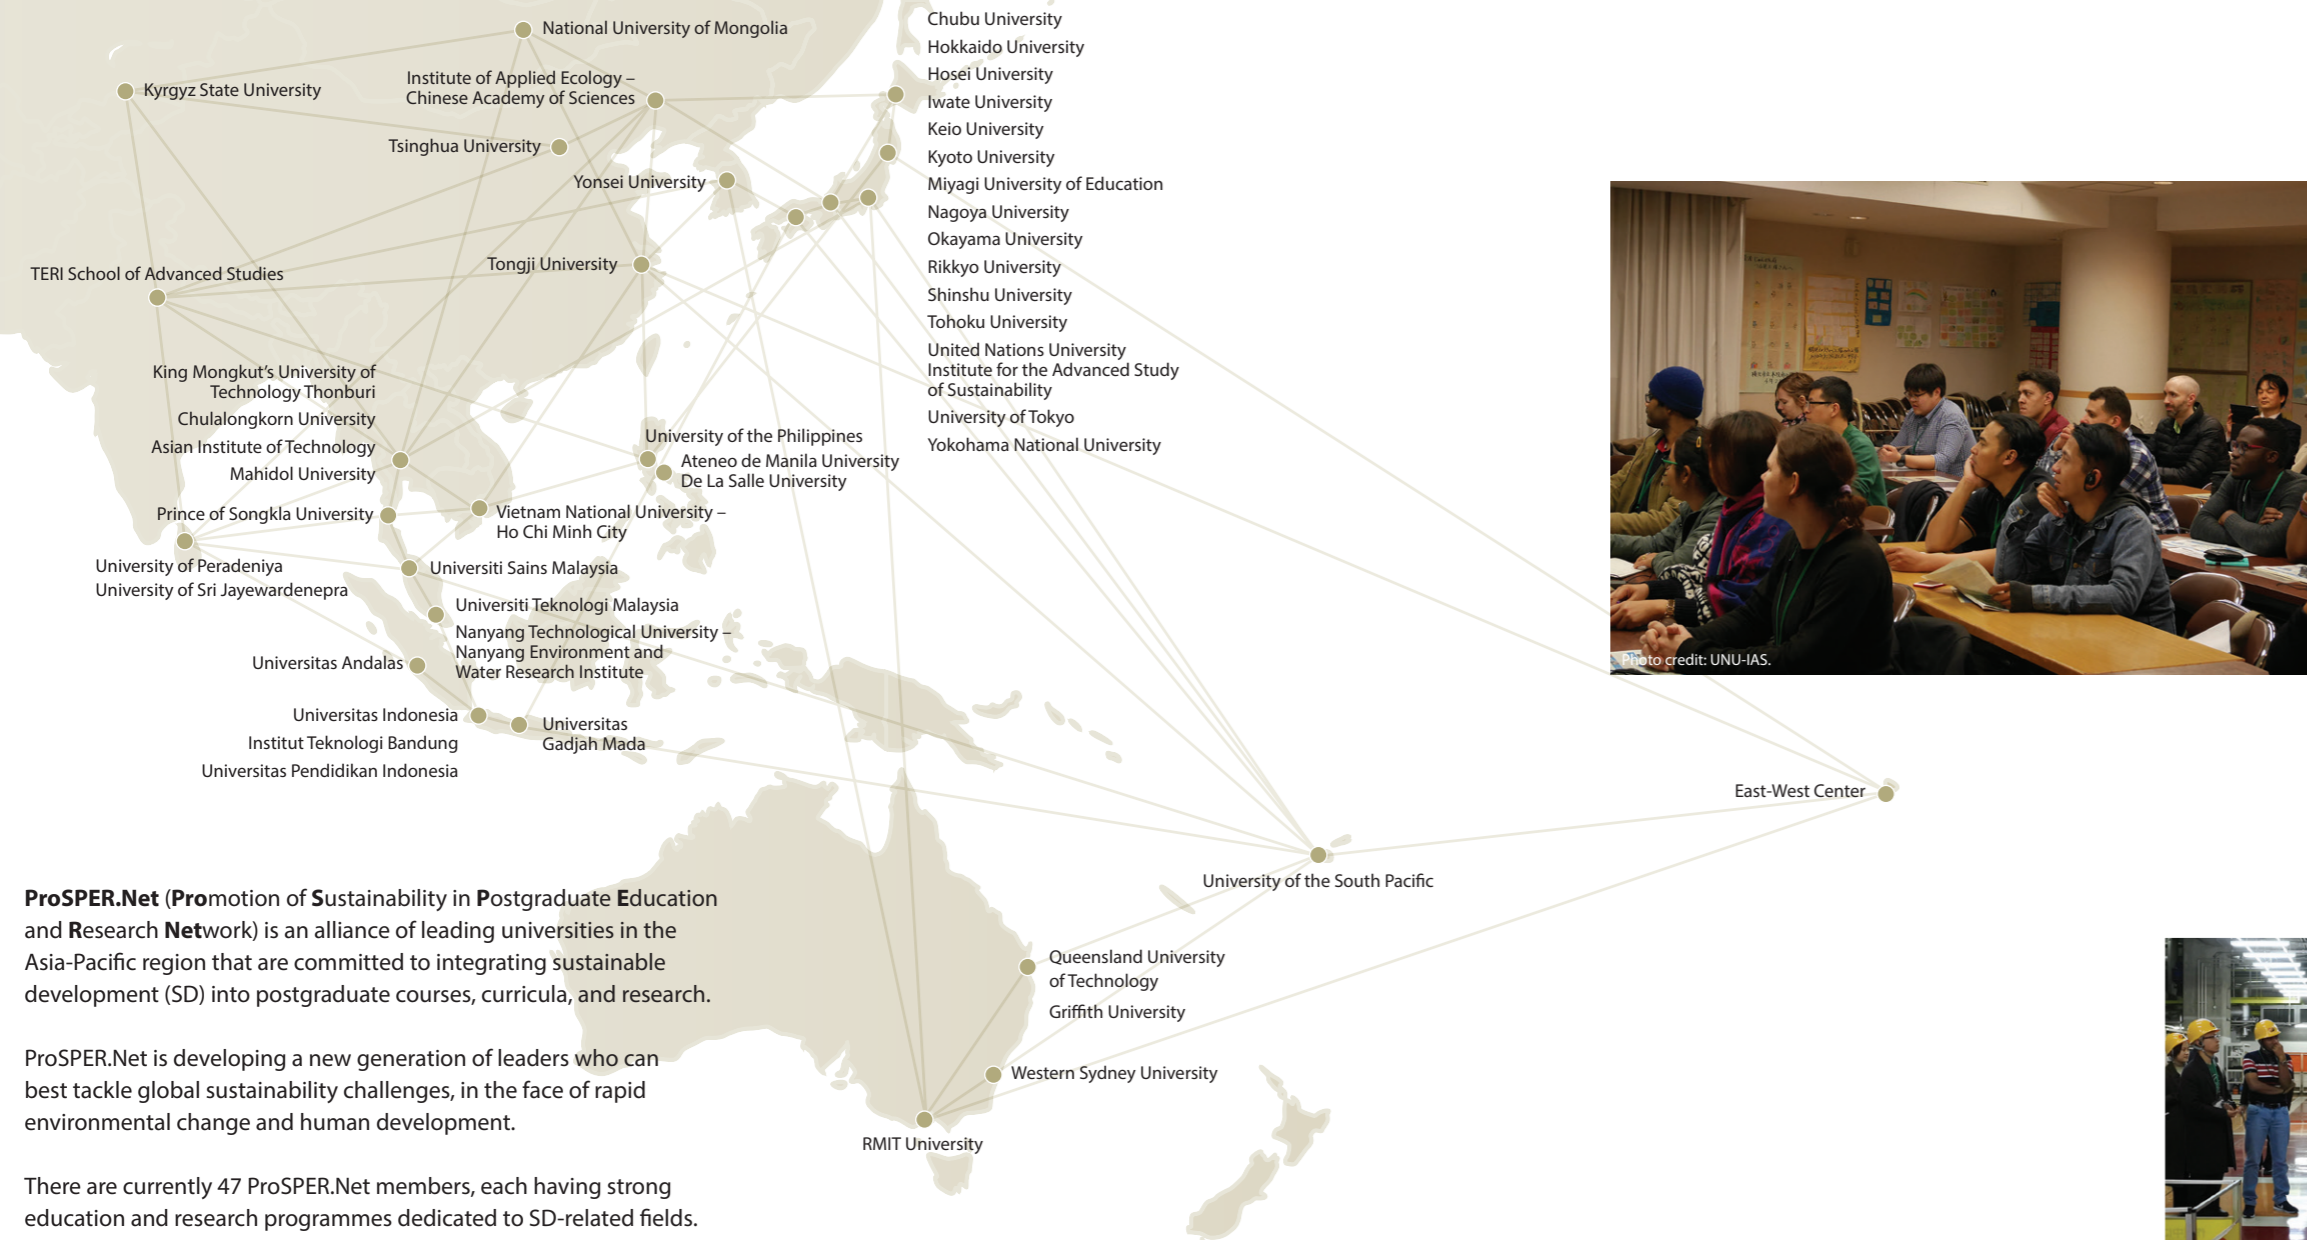 National University of Mongolia
Kyrgyz State University
Institute of Applied Ecology –
Chinese Academy of Sciences
Tsinghua University
Yonsei University
Tongji University
TERI School of Advanced Studies
Chubu University
Hokkaido University
Hosei University
Iwate University
Keio University
Kyoto University
Miyagi University of Education
Nagoya University
Okayama University
Rikkyo University
Shinshu University
Tohoku University
United Nations University
Institute for the Advanced Study
of Sustainability
University of Tokyo
Yokohama National University
King Mongkut’s University of
Technology Thonburi
Chulalongkorn University
Asian Institute of Technology
Mahidol University
Prince of Songkla University
University of Peradeniya
University of Sri Jayewardenepra
University of the Philippines
Ateneo de Manila University
De La Salle University
Vietnam National University –
Ho Chi Minh City
Universiti Sains Malaysia
Universiti Teknologi Malaysia
Nanyang Technological University –
Nanyang Environment and
Water Research Institute
Universitas Andalas
Universitas Indonesia
Institut Teknologi Bandung
Universitas Pendidikan Indonesia
Universitas
Gadjah Mada
Photo credit: UNU-IAS.
East-West Center
University of the South Pacific
Queensland University
of Technology
Griffith University
Western Sydney University
RMIT University
ProSPER.Net (Promotion of Sustainability in Postgraduate Education
and Research Network) is an alliance of leading universities in the
Asia-Pacific region that are committed to integrating sustainable
development (SD) into postgraduate courses, curricula, and research.
ProSPER.Net is developing a new generation of leaders who can
best tackle global sustainability challenges, in the face of rapid
environmental change and human development.
There are currently 47 ProSPER.Net members, each having strong
education and research programmes dedicated to SD-related fields.